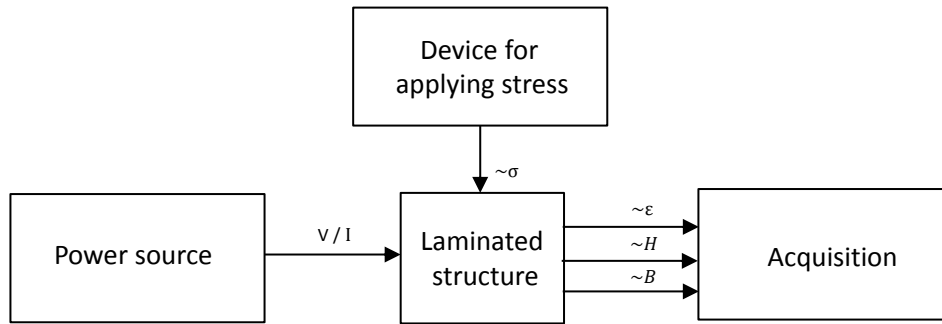 Device for
applying stress
~σ
Power source
V / I
Laminated
structure
~ε
~H
~B
Acquisition